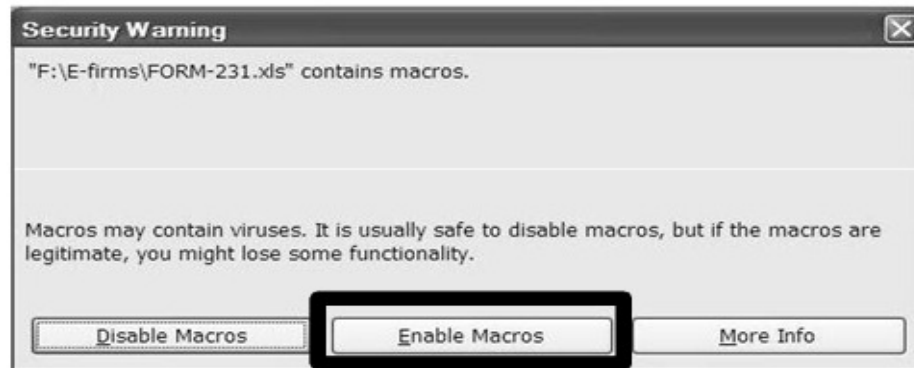 Security Warning
"F:\E-firms\FORM-231.xls" contains macros.
Macros may contain viruses. It is usually safe to disable macros, but if the macros are
legitimate, you might lose some functionality.
Disable Macros Enable Macros More Info